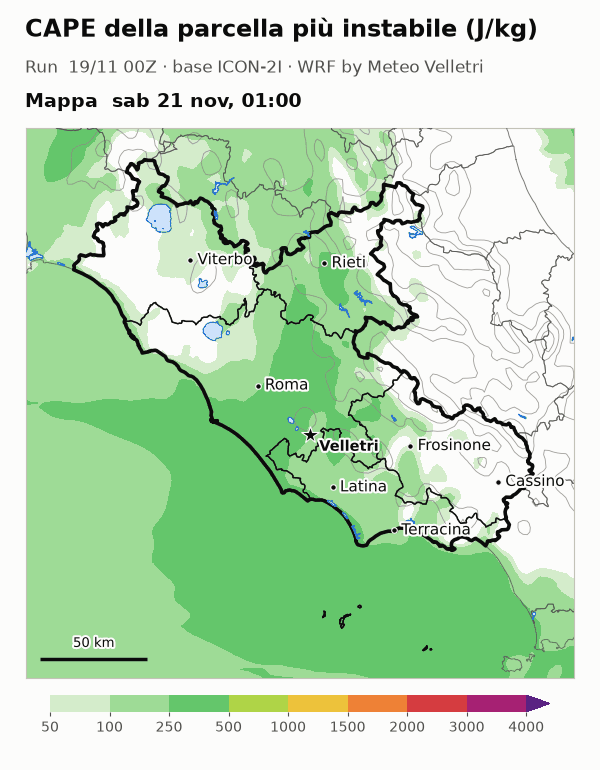 CAPE della parcella più instabile (J/kg)
Run  19/11 00Z · base ICON-2I · WRF by Meteo Velletri
Mappa  sab 21 nov, 01:00
Viterbo
Rieti
Roma
Velletri
Frosinone
Latina
Cassino
Terracina
50 km
50 100 250 500 1000 1500 2000 3000 4000